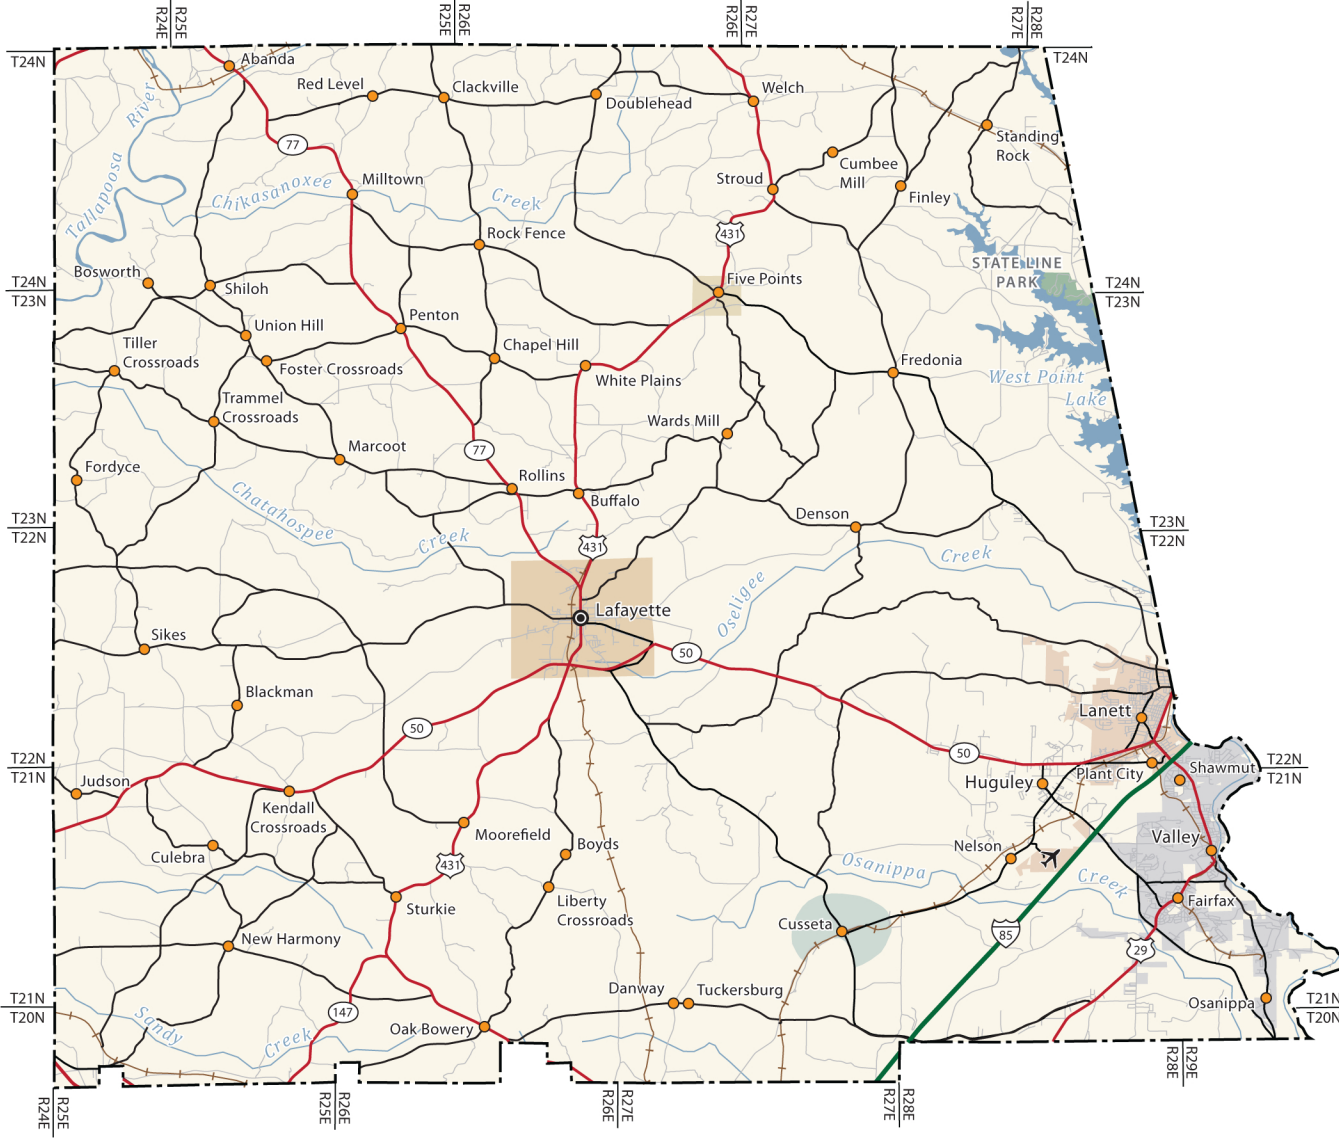 R24E
R25E
R25E
R26E
R26E
R27E
R27E
R28E
T24N
T24N
Abanda
Red Level
Clackville
Doublehead
Welch
Standing
Rock
77
Cumbee
Mill
Tallapoosa River
Milltown
Stroud
Finley
Chikasanoxee
Creek
Rock Fence
431
Bosworth
Shiloh
Five Points
STATE LINE
PARK
T24N
T23N
T24N
T23N
Union Hill
Penton
Tiller
Crossroads
Foster Crossroads
Chapel Hill
White Plains
Fredonia
West Point
Lake
Trammel
Crossroads
Wards Mill
Marcoot
77
Fordyce
Rollins
Buffalo
Denson
Chatahospee
Creek
431
T23N
T22N
T23N
T22N
Creek
Oseligee
Lafayette
Sikes
50
Blackman
Lanett
50
50
T22N
T21N
Judson
Plant City
Shawmut
T22N
T21N
Huguley
Kendall
Crossroads
Moorefield
Culebra
Boyds
Nelson
Valley
431
Osanippa
Creek
Liberty
Crossroads
Sturkie
Fairfax
Cusseta
New Harmony
85
29
Danway
Tuckersburg
Osanippa
T21N
T20N
T21N
T20N
147
Sandy
Creek
Oak Bowery
R24E
R25E
R25E
R26E
R26E
R27E
R27E
R28E
R28E
R29E